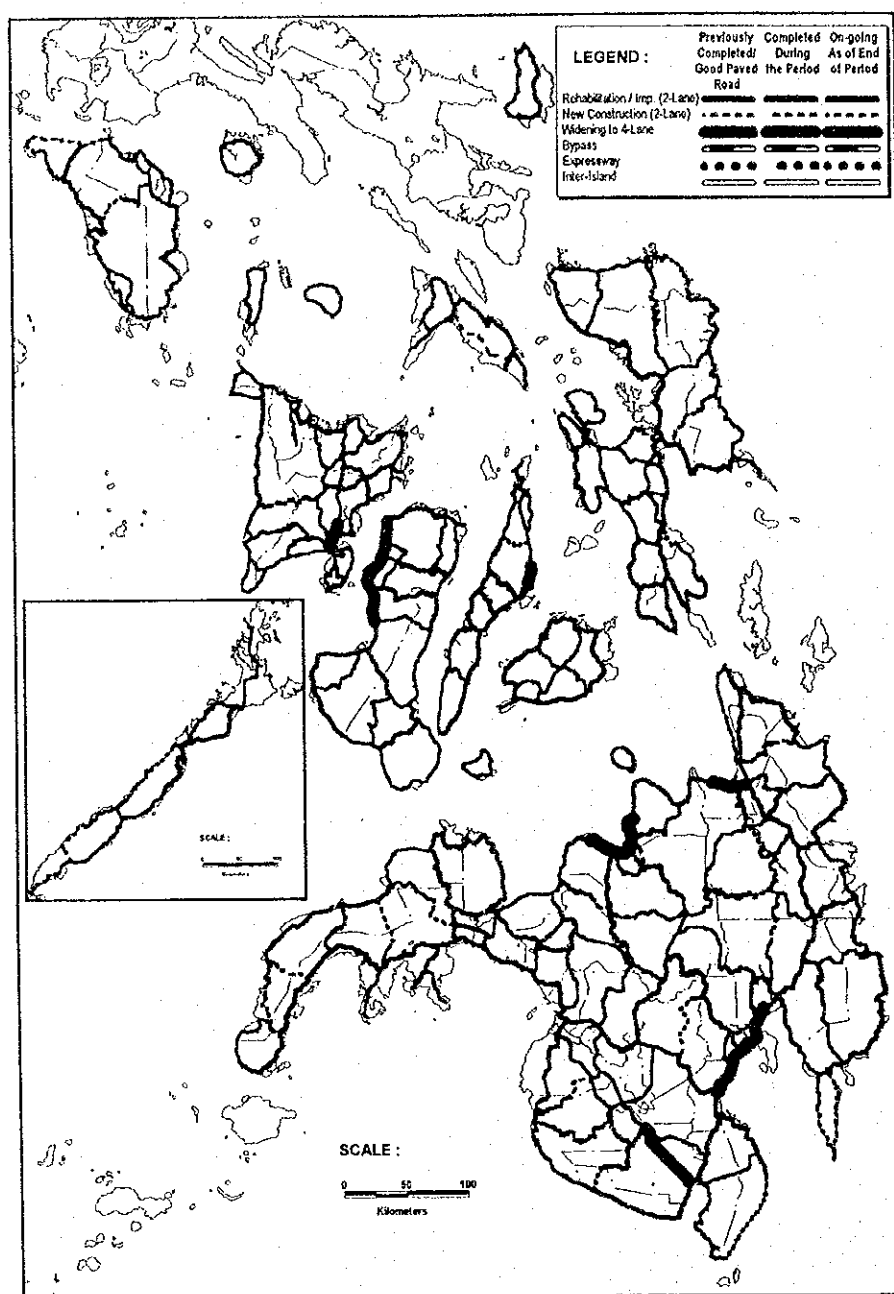 LEGEND :
Previously Completed/ Good Paved Road
Completed During the Period
On-going As of End of Period
Rehabilitation / Imp. (2-Lane)
New Construction (2-Lane)
Widening to 4-Lane
Bypass
Expressway
Inter-Island
SCALE :
SCALE :
0 50 100
Kilometers